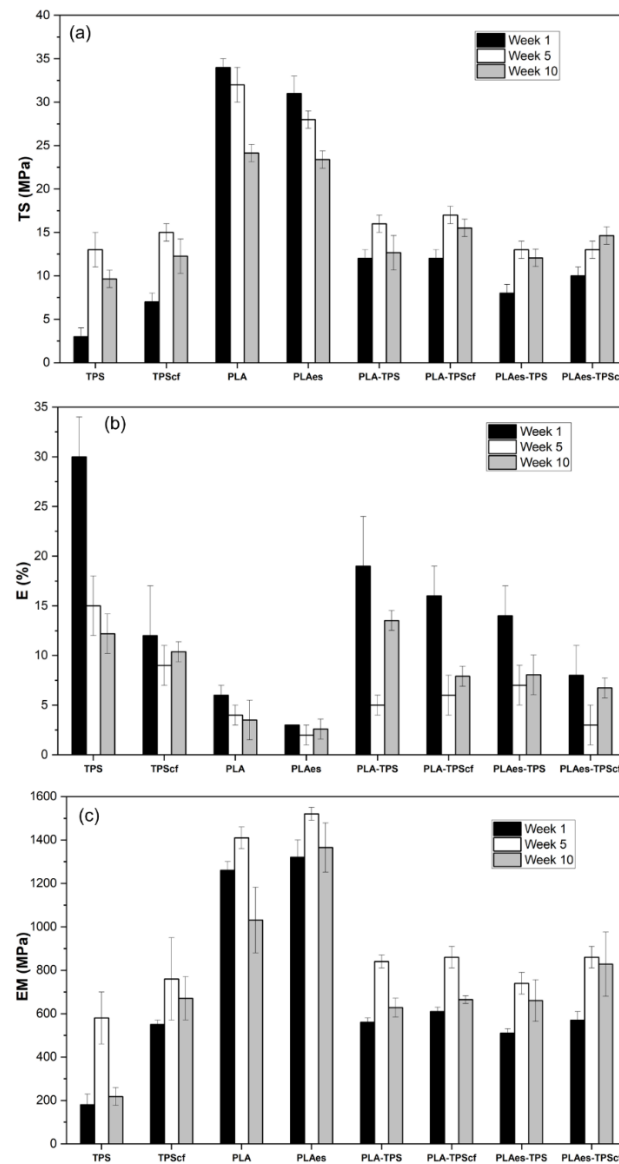 (a)
Week 1
Week 5
Week 10
TS (MPa)
40
35
30
25
20
15
10
5
0
TPS TPScf PLA PLAes PLA-TPS PLA-TPScf PLAes-TPS PLAes-TPScf
(b)
Week 1
Week 5
Week 10
E (%)
35
30
25
20
15
10
5
0
TPS TPScf PLA PLAes PLA-TPS PLA-TPScf PLAes-TPS PLAes-TPScf
(c)
Week 1
Week 5
Week 10
EM (MPa)
1600
1400
1200
1000
800
600
400
200
0
TPS TPScf PLA PLAes PLA-TPS PLA-TPScf PLAes-TPS PLAes-TPScf